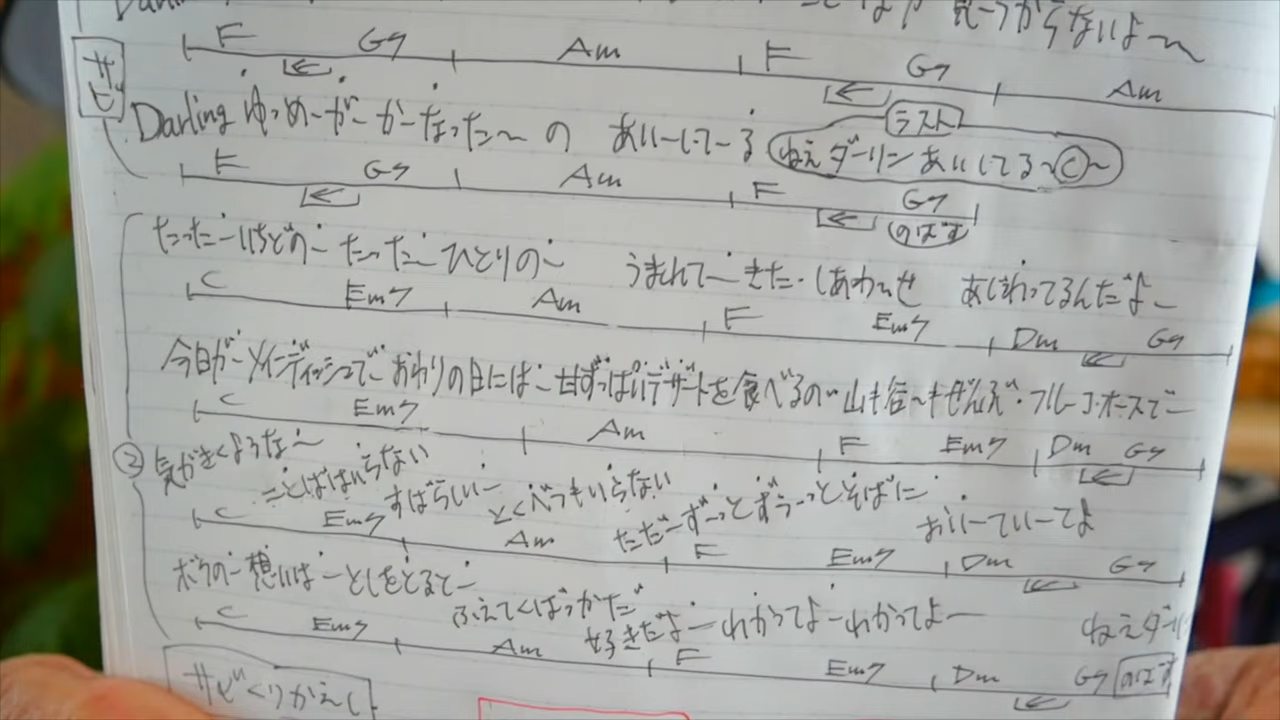 見つからないよ〜
F G7 Am F G7 Am
サビ
ラスト
Darling ゆっめーがーかーなったー〜の あいーしてーる ねえダーリン あいしてる〜C〜
F G7 Am F G7
のばす
たったーいちどのー たったーひとりのー うまれてーきた・しあわせ あじわってるんだよー
C Em7 Am F Em7 Dm G7
今日がーメインディッシュでーおわりの日にはー甘ずっぱいデザートを食べるのー山も谷〜もぜんぶ・フルーコ・オースでー
C Em7 Am F Em7 Dm G7
② 気がきくようなー ことばはいらない すばらしいー とくべつもいらない ただーずーっとずぅーっとそばに おいーてぃーてよ
C Em7 Am F Em7 Dm G7
ボクのー想いはーとしをとるとー ふえてくばっかだ 好きだよーわかってよーわかってよー ねえダーリン
C Em7 Am F Em7 Dm G7 のばす
サビくりかえし